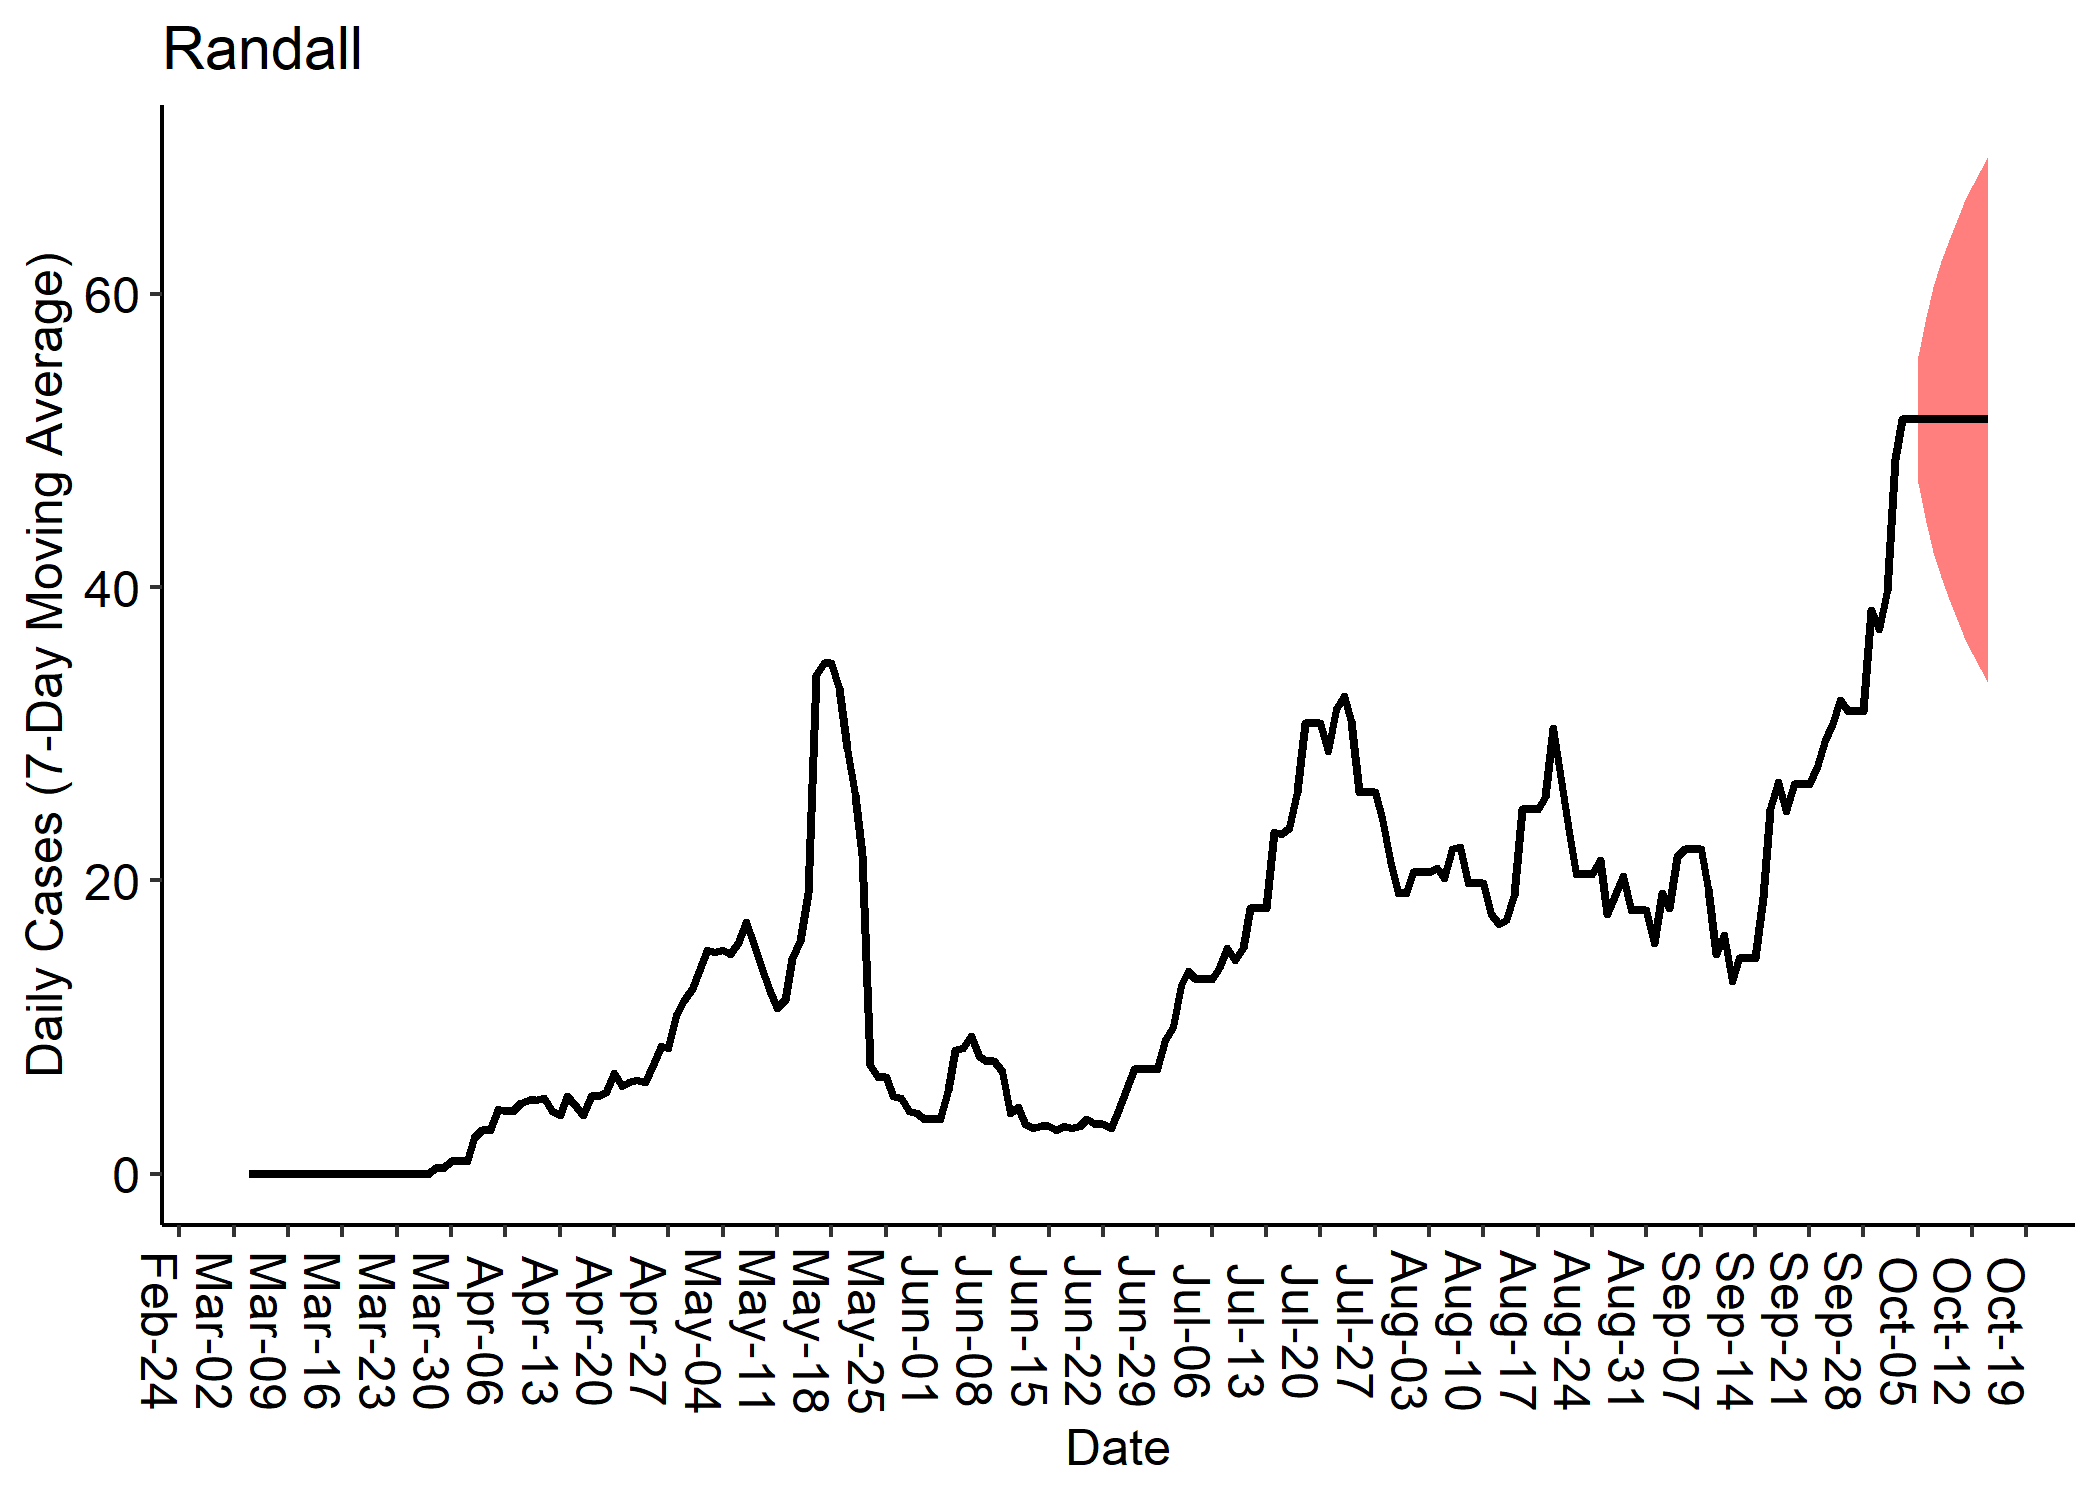 Randall
Daily Cases (7-Day Moving Average)
60
40
20
0
Feb-24
Mar-02
Mar-09
Mar-16
Mar-23
Mar-30
Apr-06
Apr-13
Apr-20
Apr-27
May-04
May-11
May-18
May-25
Jun-01
Jun-08
Jun-15
Jun-22
Jun-29
Jul-06
Jul-13
Jul-20
Jul-27
Aug-03
Aug-10
Aug-17
Aug-24
Aug-31
Sep-07
Sep-14
Sep-21
Sep-28
Oct-05
Oct-12
Oct-19
Date